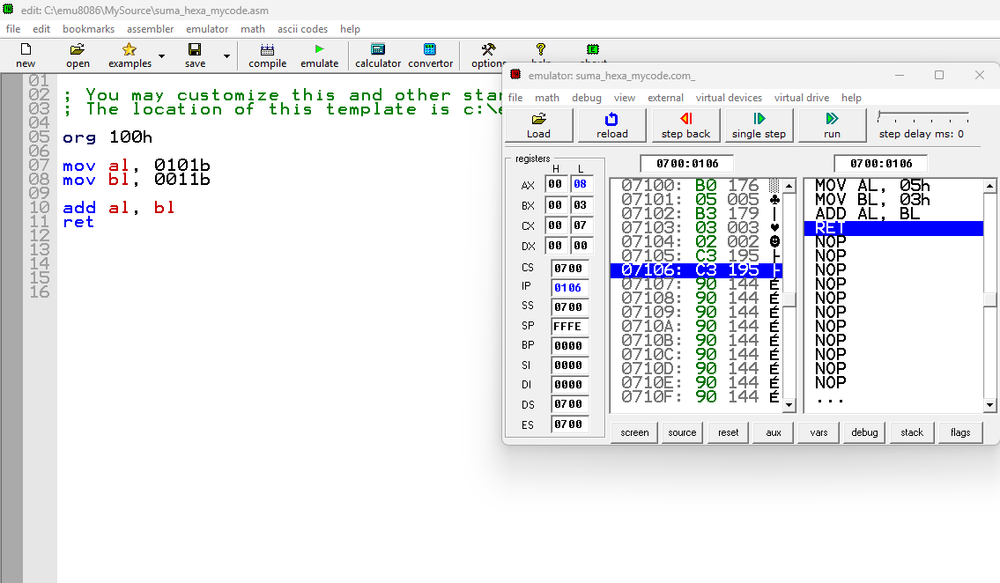 edit: C:\emu8086\MySource\suma_hexa_mycode.asm
file edit bookmarks assembler emulator math ascii codes help
new open examples save compile emulate calculator convertor options help about
01
02 ; You may customize this and other star
03 ; The location of this template is c:\e
04
05 org 100h
06
07 mov al, 0101b
08 mov bl, 0011b
09
10 add al, bl
11 ret
12
13
14
15
16
emulator: suma_hexa_mycode.com_
file math debug view external virtual devices virtual drive help
Load reload step back single step run step delay ms: 0
registers
H L
AX 00 08
BX 00 03
CX 00 07
DX 00 00
CS 0700
IP 0106
SS 0700
SP FFFE
BP 0000
SI 0000
DI 0000
DS 0700
ES 0700
0700:0106
07100: B0 176 ░
07101: 05 005 ♣
07102: B3 179 │
07103: 03 003 ♥
07104: 02 002 ☻
07105: C3 195 ├
07106: C3 195 ├
07107: 90 144 É
07108: 90 144 É
07109: 90 144 É
0710A: 90 144 É
0710B: 90 144 É
0710C: 90 144 É
0710D: 90 144 É
0710E: 90 144 É
0710F: 90 144 É
0700:0106
MOV AL, 05h
MOV BL, 03h
ADD AL, BL
RET
NOP
NOP
NOP
NOP
NOP
NOP
NOP
NOP
NOP
NOP
NOP
...
screen source reset aux vars debug stack flags